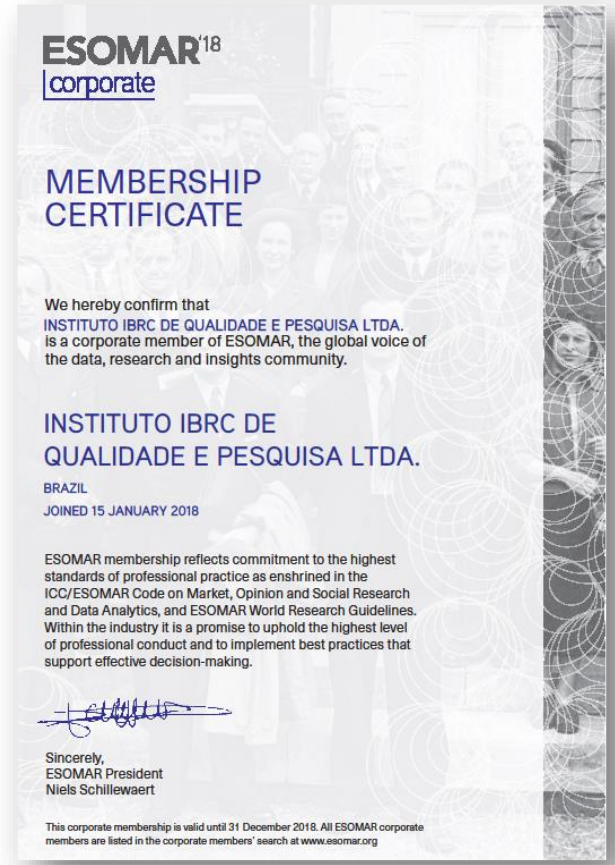 ESOMAR'18
corporate
MEMBERSHIP
CERTIFICATE
We hereby confirm that
INSTITUTO IBRC DE QUALIDADE E PESQUISA LTDA.
is a corporate member of ESOMAR, the global voice of
the data, research and insights community.
INSTITUTO IBRC DE
QUALIDADE E PESQUISA LTDA.
BRAZIL
JOINED 15 JANUARY 2018
ESOMAR membership reflects commitment to the highest
standards of professional practice as enshrined in the
ICC/ESOMAR Code on Market, Opinion and Social Research
and Data Analytics, and ESOMAR World Research Guidelines.
Within the industry it is a promise to uphold the highest level
of professional conduct and to implement best practices that
support effective decision-making.
Sincerely,
ESOMAR President
Niels Schillewaert
This corporate membership is valid until 31 December 2018. All ESOMAR corporate
members are listed in the corporate members' search at www.esomar.org